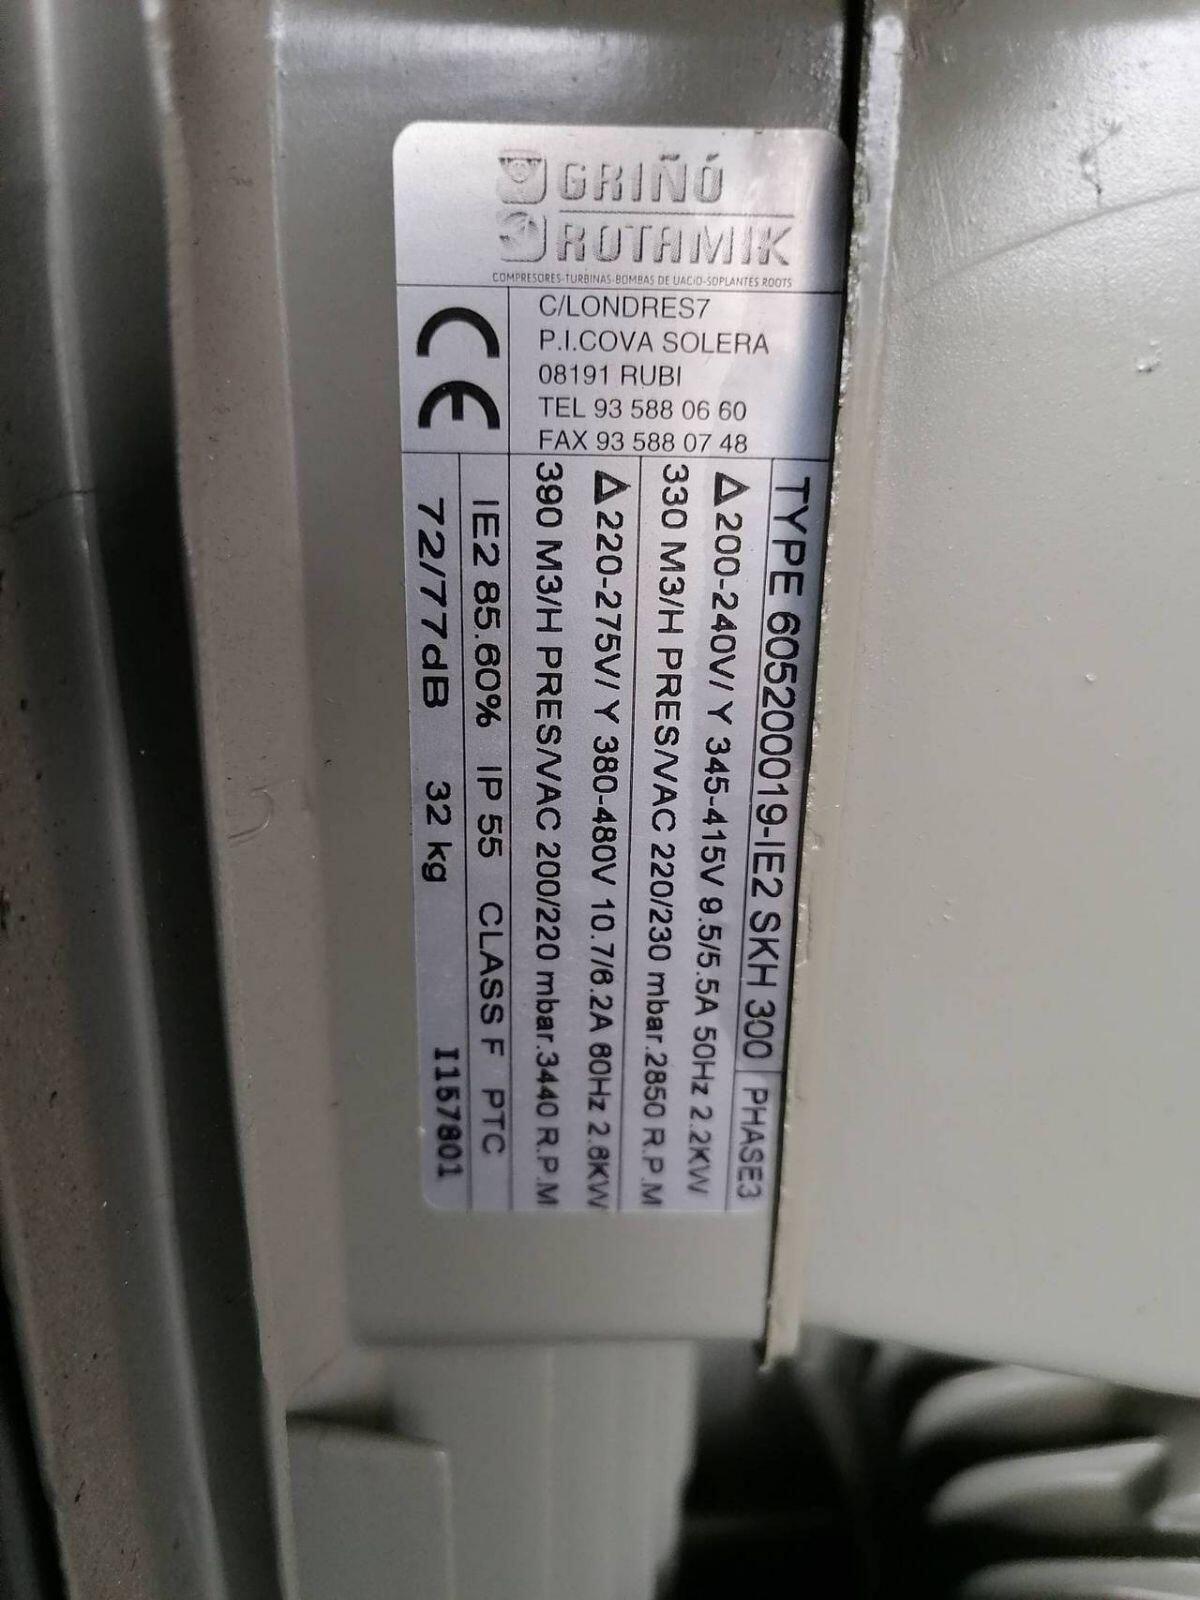 GRIÑÓ
ROTAMIK
COMPRESORES-TURBINAS-BOMBAS DE VACIO-SOPLANTES ROOTS
CE
C/LONDRES7
P.I.COVA SOLERA
08191 RUBI
TEL 93 588 06 60
FAX 93 588 07 48
TYPE 605200019-IE2 SKH 300 PHASE3
Δ200-240V/ Y 345-415V 9.5/5.5A 50Hz 2.2KW
330 M3/H PRES/VAC 220/230 mbar.2850 R.P.M
Δ220-275V/ Y 380-480V 10.7/6.2A 60Hz 2.6KW
390 M3/H PRES/VAC 200/220 mbar.3440 R.P.M
IE2 85.60% IP 55 CLASS F PTC
72/77dB 32 kg I157801